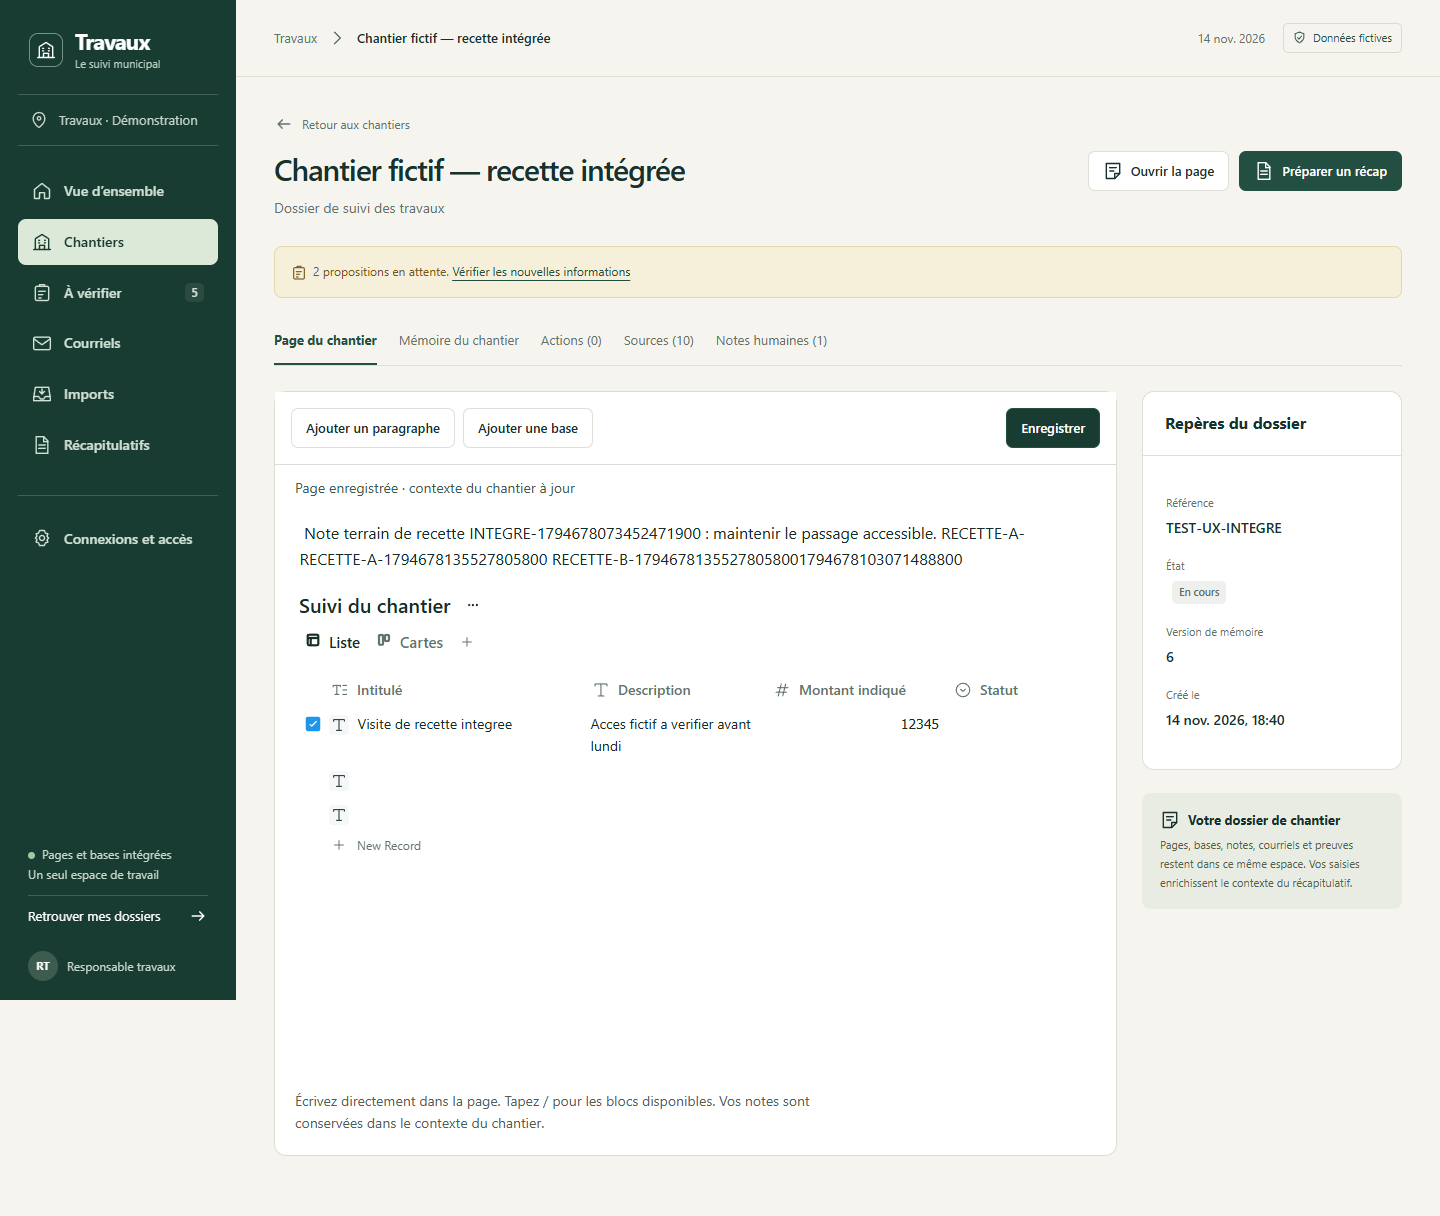 Travaux
Le suivi municipal
Travaux · Démonstration
Vue d’ensemble
Chantiers
À vérifier 5
Courriels
Imports
Récapitulatifs
Connexions et accès
Pages et bases intégrées
Un seul espace de travail
Retrouver mes dossiers
RT Responsable travaux
Travaux Chantier fictif — recette intégrée
14 nov. 2026 Données fictives
Retour aux chantiers
Chantier fictif — recette intégrée
Dossier de suivi des travaux
Ouvrir la page Préparer un récap
2 propositions en attente. Vérifier les nouvelles informations
Page du chantier Mémoire du chantier Actions (0) Sources (10) Notes humaines (1)
Ajouter un paragraphe Ajouter une base Enregistrer
Page enregistrée · contexte du chantier à jour
Note terrain de recette INTEGRE-1794678073452471900 : maintenir le passage accessible. RECETTE-A-
RECETTE-A-1794678135527805800 RECETTE-B-17946781355278058001794678103071488800
Suivi du chantier ···
Liste Cartes +
Intitulé Description # Montant indiqué Statut
Visite de recette integree Acces fictif a verifier avant 12345
lundi
+ New Record
Écrivez directement dans la page. Tapez / pour les blocs disponibles. Vos notes sont
conservées dans le contexte du chantier.
Repères du dossier
Référence
TEST-UX-INTEGRE
État
En cours
Version de mémoire
6
Créé le
14 nov. 2026, 18:40
Votre dossier de chantier
Pages, bases, notes, courriels et preuves
restent dans ce même espace. Vos saisies
enrichissent le contexte du récapitulatif.